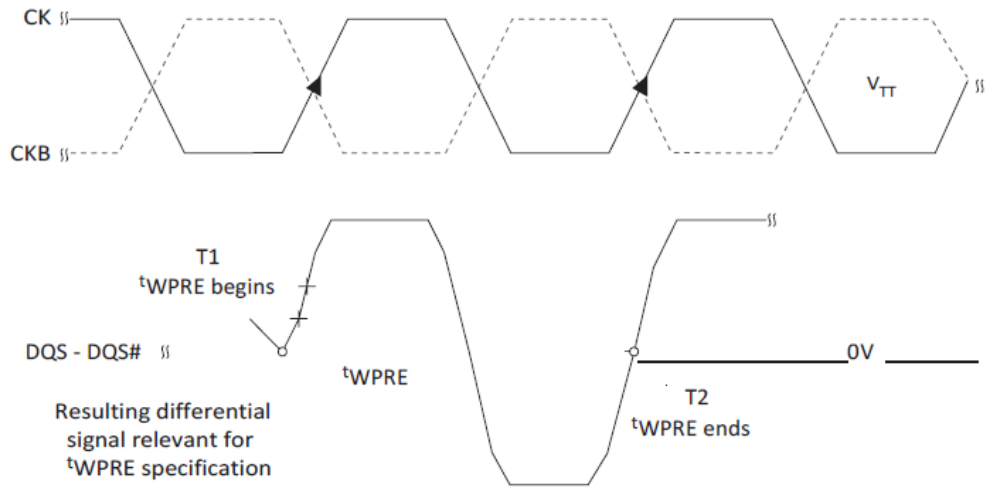 CK
CKB
V_TT
T1
tWPRE begins
DQS - DQS#
0V
tWPRE
T2
tWPRE ends
Resulting differential
signal relevant for
tWPRE specification